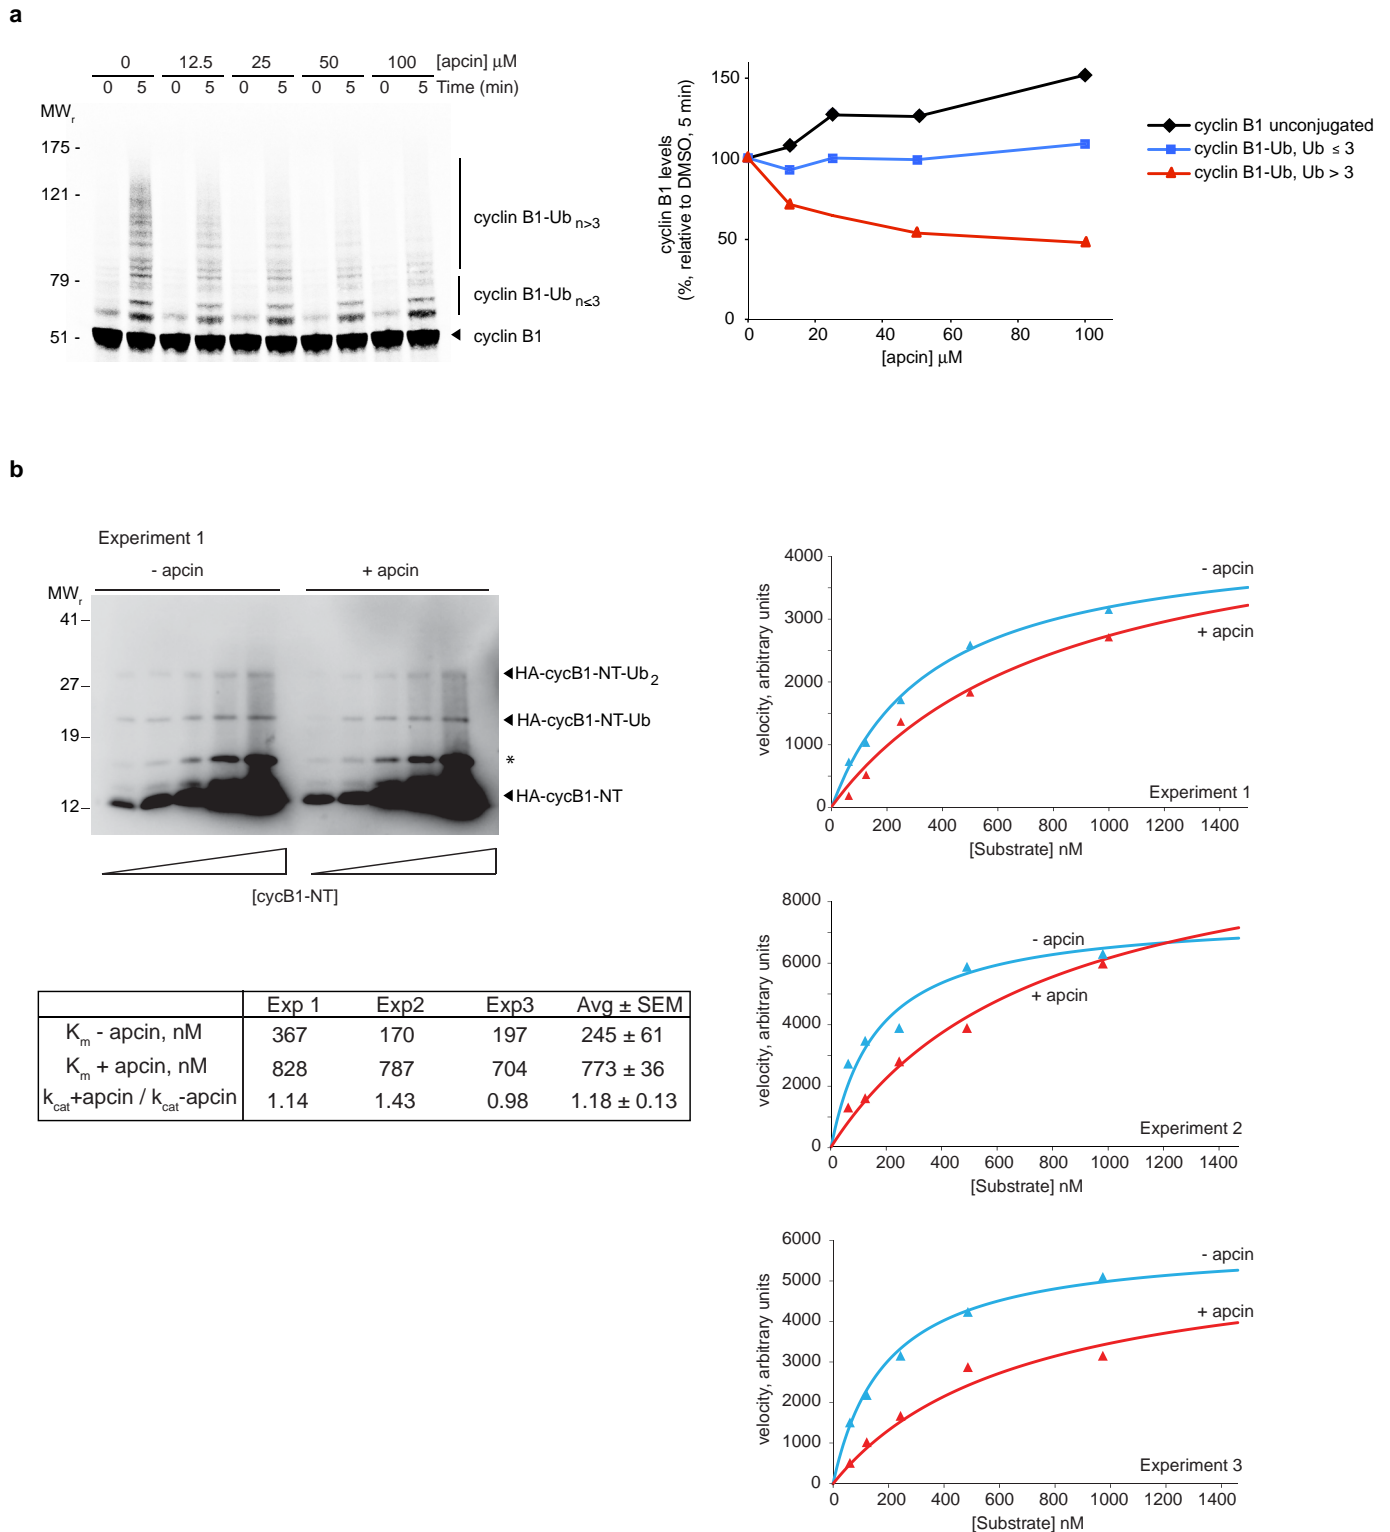 a
0 12.5 25 50 100 [apcin] μM
0 5 0 5 0 5 0 5 0 5 Time (min)
MWr
175 -
121 -
79 -
51 -
cyclin B1-Ub n>3
cyclin B1-Ub n≤3
cyclin B1
150
100
50
0
cyclin B1 levels
(%, relative to DMSO, 5 min)
0 20 40 60 80 100
[apcin] μM
cyclin B1 unconjugated
cyclin B1-Ub, Ub ≤ 3
cyclin B1-Ub, Ub > 3
b
Experiment 1
- apcin + apcin
MWr
41
27
19
12
HA-cycB1-NT-Ub2
HA-cycB1-NT-Ub
*
HA-cycB1-NT
[cycB1-NT]
Exp 1 Exp2 Exp3 Avg ± SEM
Km - apcin, nM 367 170 197 245 ± 61
Km + apcin, nM 828 787 704 773 ± 36
kcat+apcin / kcat-apcin 1.14 1.43 0.98 1.18 ± 0.13
velocity, arbitrary units
4000
3000
2000
1000
0
- apcin
+ apcin
Experiment 1
0 200 400 600 800 1000 1200 1400
[Substrate] nM
velocity, arbitrary units
8000
6000
4000
2000
0
- apcin
+ apcin
Experiment 2
0 200 400 600 800 1000 1200 1400
[Substrate] nM
velocity, arbitrary units
6000
5000
4000
3000
2000
1000
0
- apcin
+ apcin
Experiment 3
0 200 400 600 800 1000 1200 1400
[Substrate] nM